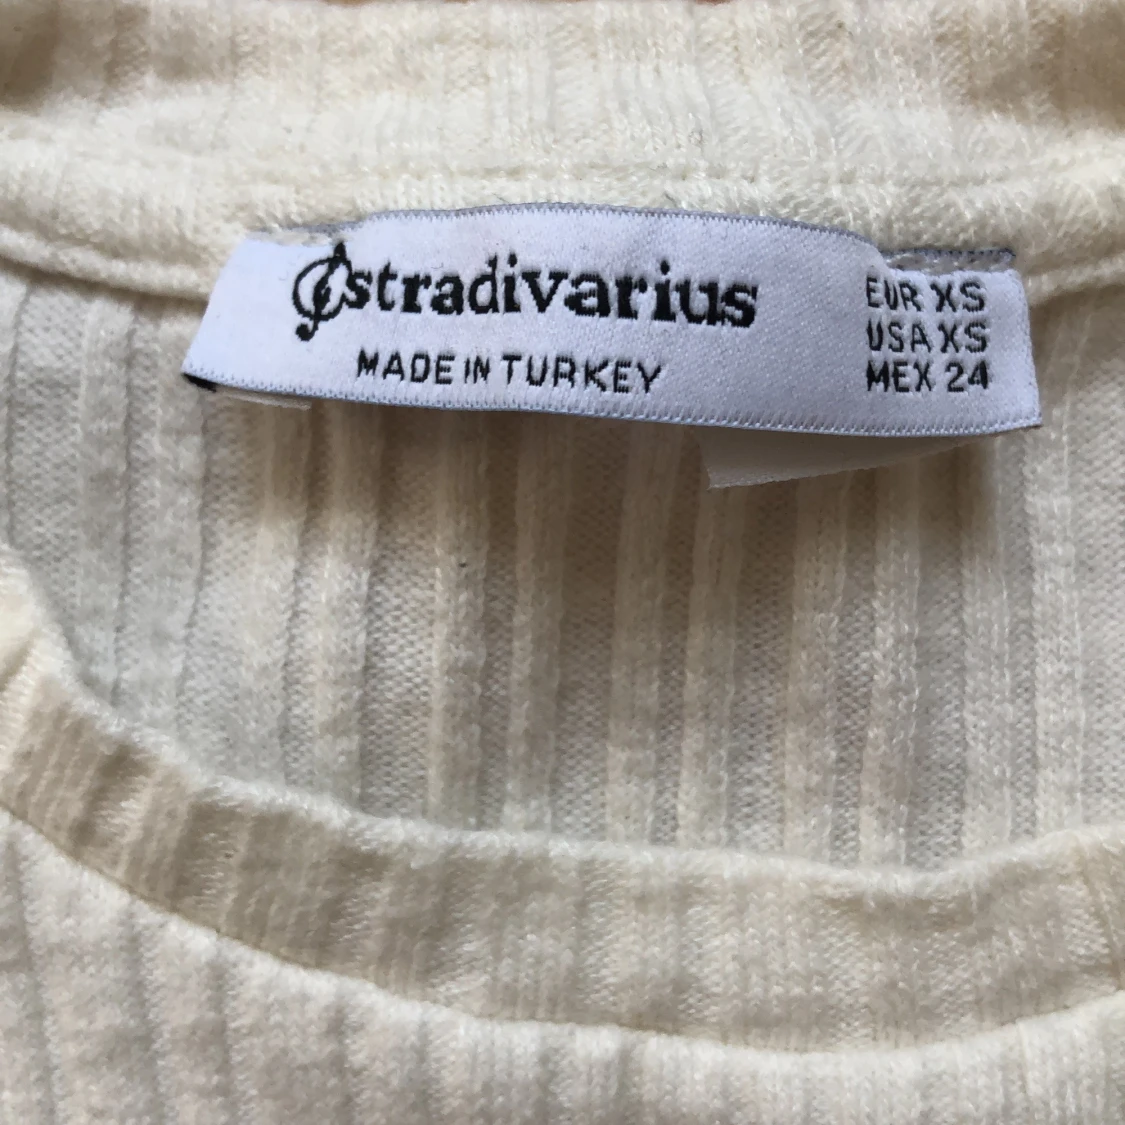 stradivarius
MADE IN TURKEY
EUR XS
USA XS
MEX 24